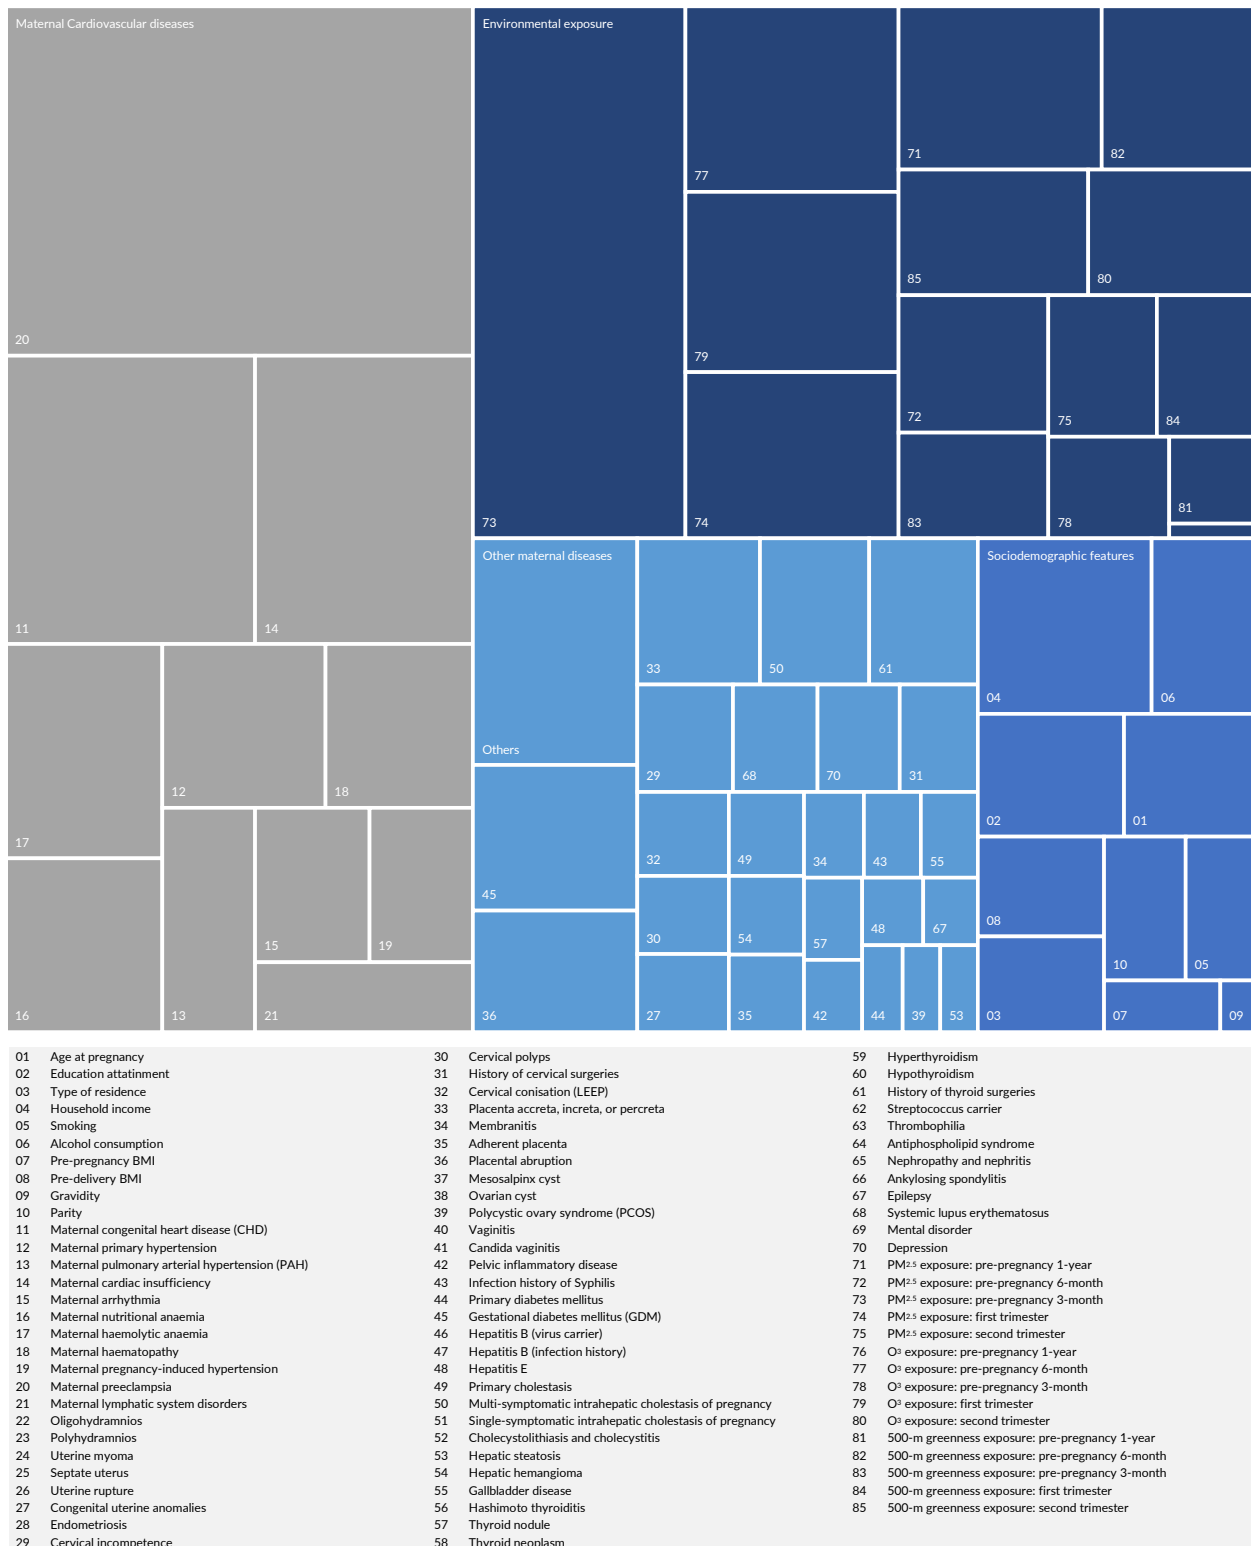 Maternal Cardiovascular diseases
20
11
14
17
12
18
16
13
15
19
21
Environmental exposure
73
77
79
74
71
82
85
80
72
75
84
83
78
81
Other maternal diseases
Others
45
36
33
50
61
29
68
70
31
32
49
34
43
55
30
54
57
48
67
27
35
42
44
39
53
Sociodemographic features
04
06
02
01
08
10
05
03
07
09
01 Age at pregnancy
02 Education attatinment
03 Type of residence
04 Household income
05 Smoking
06 Alcohol consumption
07 Pre-pregnancy BMI
08 Pre-delivery BMI
09 Gravidity
10 Parity
11 Maternal congenital heart disease (CHD)
12 Maternal primary hypertension
13 Maternal pulmonary arterial hypertension (PAH)
14 Maternal cardiac insufficiency
15 Maternal arrhythmia
16 Maternal nutritional anaemia
17 Maternal haemolytic anaemia
18 Maternal haematopathy
19 Maternal pregnancy-induced hypertension
20 Maternal preeclampsia
21 Maternal lymphatic system disorders
22 Oligohydramnios
23 Polyhydramnios
24 Uterine myoma
25 Septate uterus
26 Uterine rupture
27 Congenital uterine anomalies
28 Endometriosis
29 Cervical incompetence
30 Cervical polyps
31 History of cervical surgeries
32 Cervical conisation (LEEP)
33 Placenta accreta, increta, or percreta
34 Membranitis
35 Adherent placenta
36 Placental abruption
37 Mesosalpinx cyst
38 Ovarian cyst
39 Polycystic ovary syndrome (PCOS)
40 Vaginitis
41 Candida vaginitis
42 Pelvic inflammatory disease
43 Infection history of Syphilis
44 Primary diabetes mellitus
45 Gestational diabetes mellitus (GDM)
46 Hepatitis B (virus carrier)
47 Hepatitis B (infection history)
48 Hepatitis E
49 Primary cholestasis
50 Multi-symptomatic intrahepatic cholestasis of pregnancy
51 Single-symptomatic intrahepatic cholestasis of pregnancy
52 Cholecystolithiasis and cholecystitis
53 Hepatic steatosis
54 Hepatic hemangioma
55 Gallbladder disease
56 Hashimoto thyroiditis
57 Thyroid nodule
58 Thyroid neoplasm
59 Hyperthyroidism
60 Hypothyroidism
61 History of thyroid surgeries
62 Streptococcus carrier
63 Thrombophilia
64 Antiphospholipid syndrome
65 Nephropathy and nephritis
66 Ankylosing spondylitis
67 Epilepsy
68 Systemic lupus erythematosus
69 Mental disorder
70 Depression
71 PM2.5 exposure: pre-pregnancy 1-year
72 PM2.5 exposure: pre-pregnancy 6-month
73 PM2.5 exposure: pre-pregnancy 3-month
74 PM2.5 exposure: first trimester
75 PM2.5 exposure: second trimester
76 O3 exposure: pre-pregnancy 1-year
77 O3 exposure: pre-pregnancy 6-month
78 O3 exposure: pre-pregnancy 3-month
79 O3 exposure: first trimester
80 O3 exposure: second trimester
81 500-m greenness exposure: pre-pregnancy 1-year
82 500-m greenness exposure: pre-pregnancy 6-month
83 500-m greenness exposure: pre-pregnancy 3-month
84 500-m greenness exposure: first trimester
85 500-m greenness exposure: second trimester